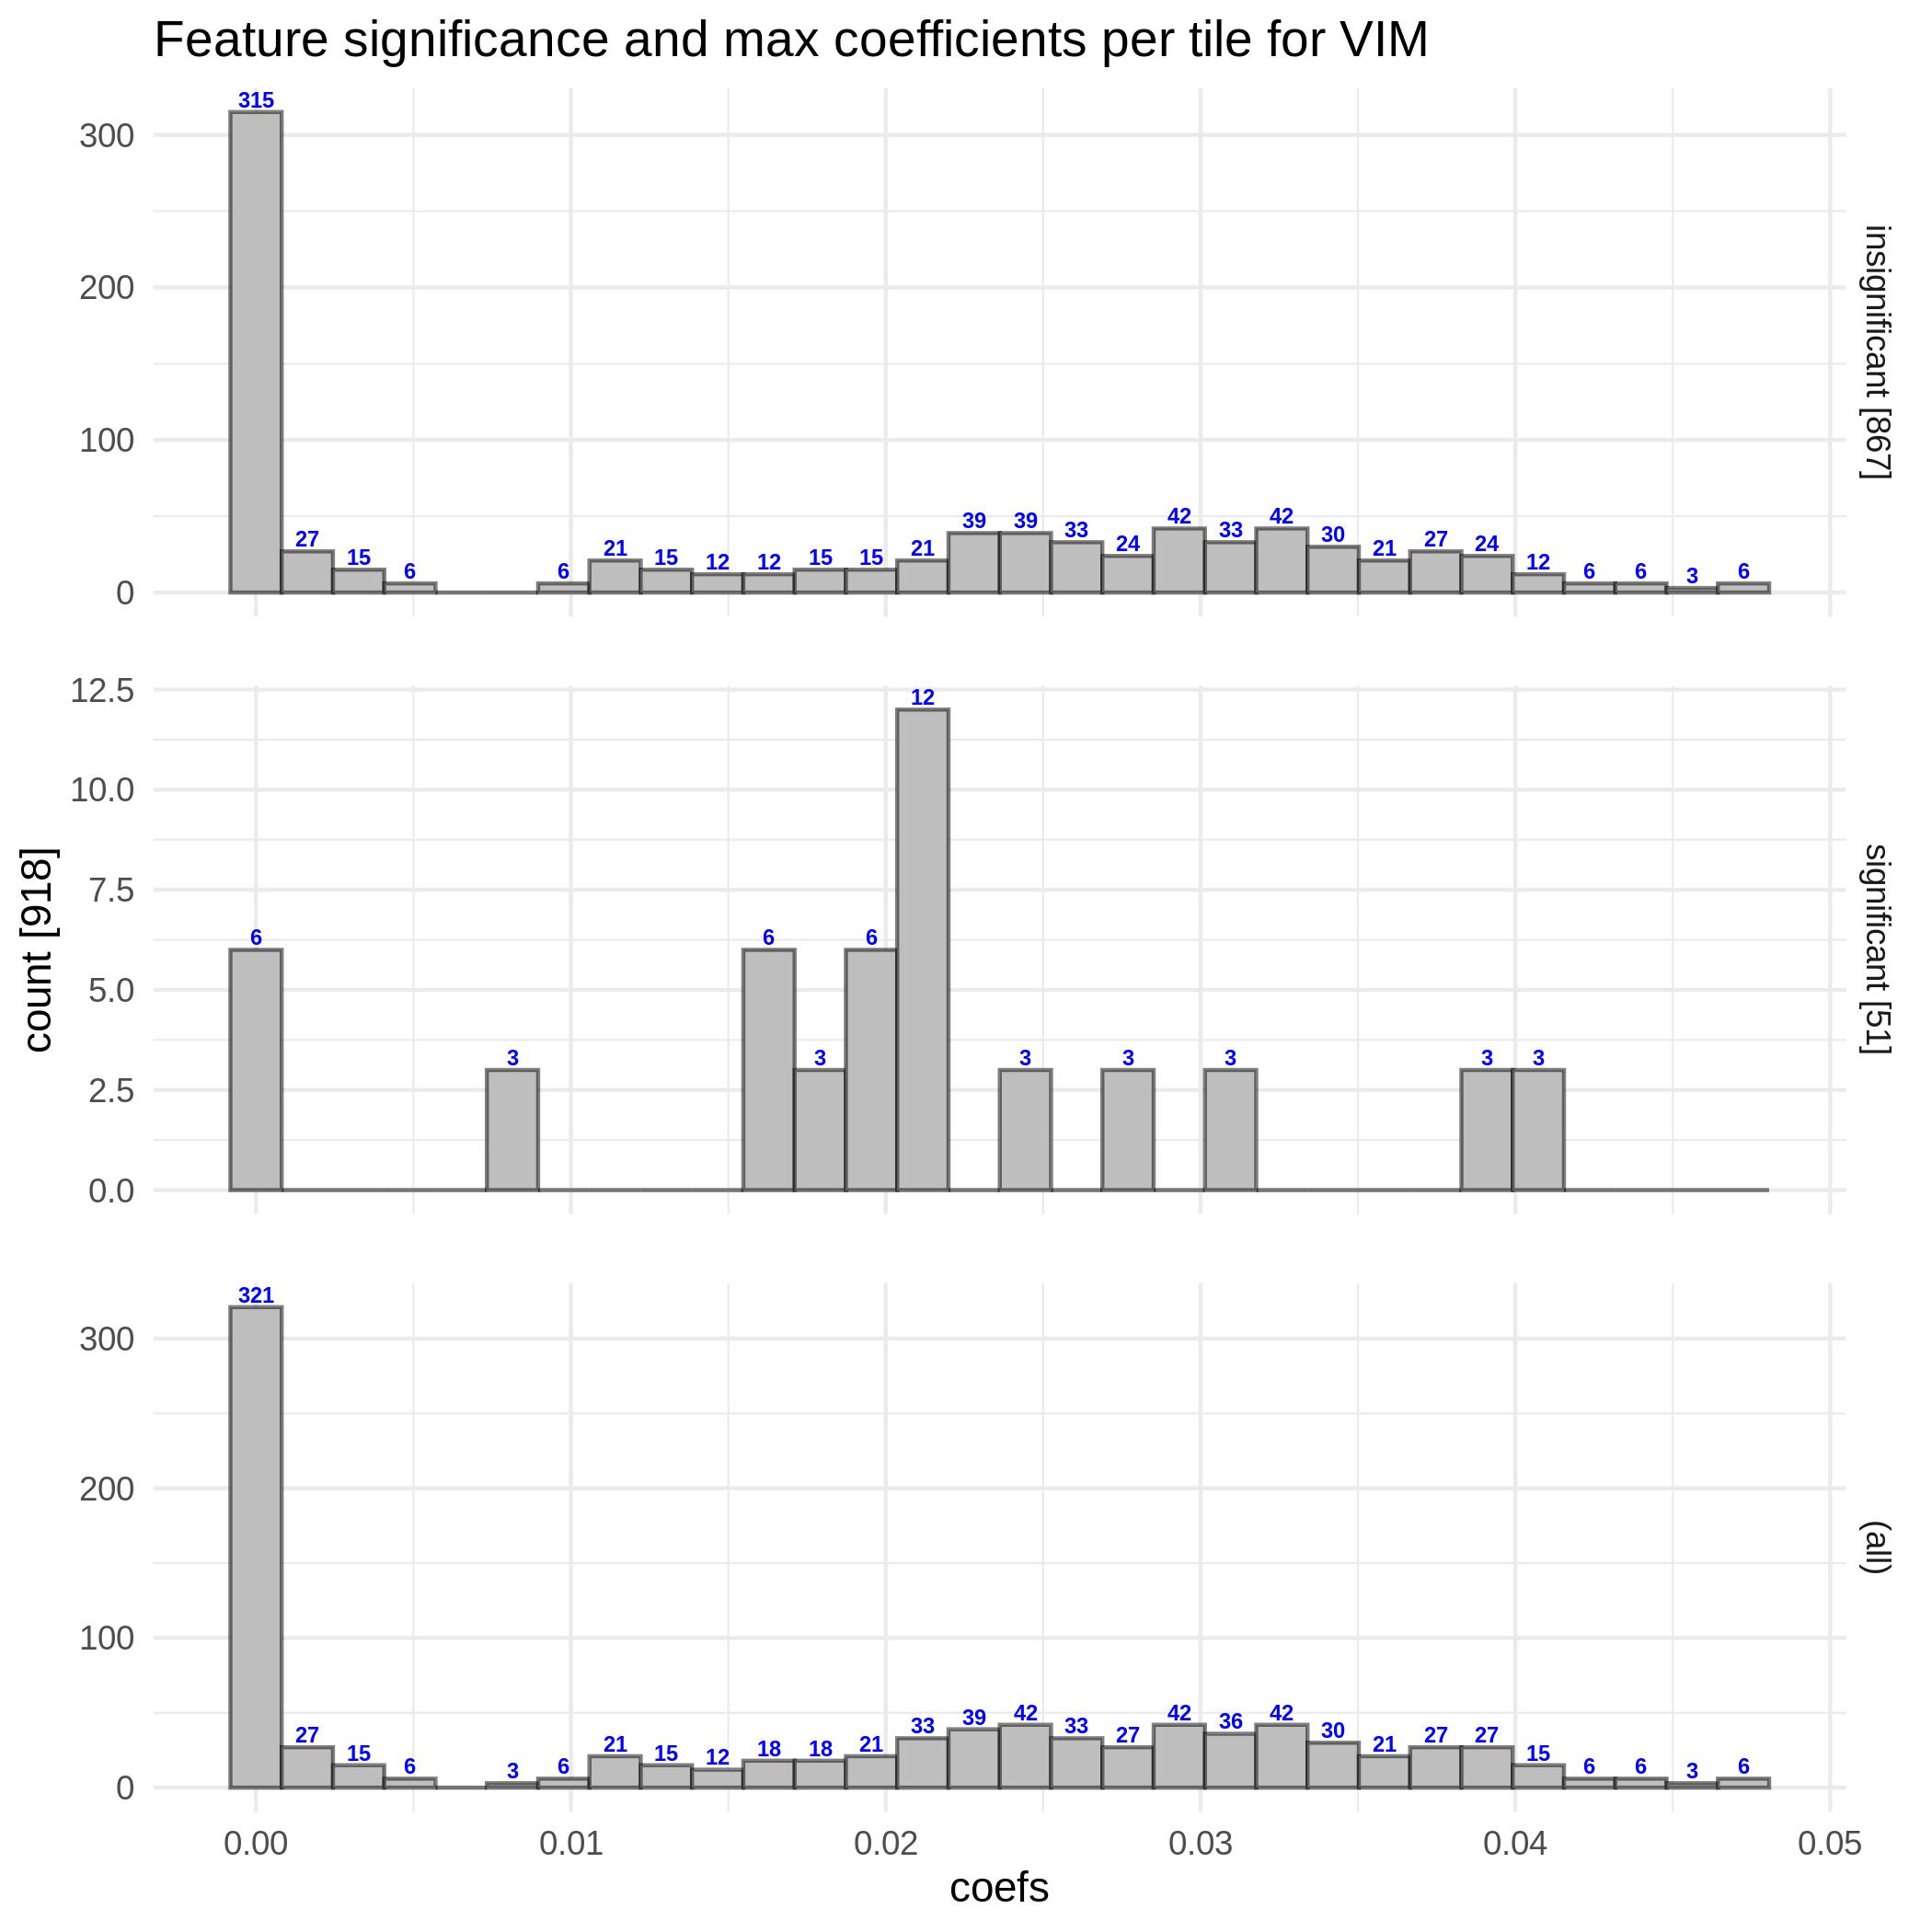 Feature significance and max coefficients per tile for VIM
315
300
200
100
0
27 15 6 6 21 15 12 12 15 15 21 39 39 33 24 42 33 42 30 21 27 24 12 6 6 3 6
insignificant [867]
12.5
10.0
7.5
5.0
2.5
0.0
6 3 6 3 6 12 3 3 3 3 3
significant [51]
count [918]
321
300
200
100
0
27 15 6 3 6 21 15 12 18 18 21 33 39 42 33 27 42 36 42 30 21 27 27 15 6 6 3 6
(all)
0.00 0.01 0.02 0.03 0.04 0.05
coefs